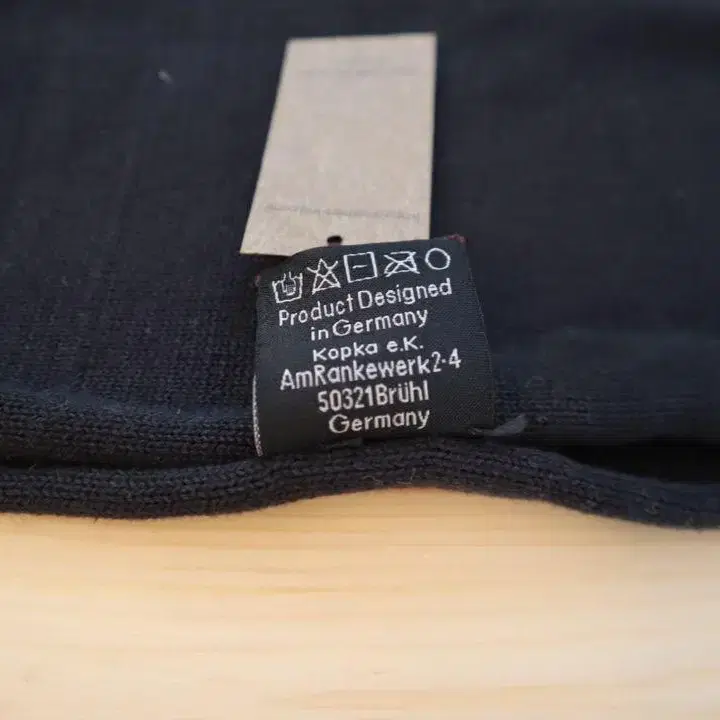 Product Designed
in Germany
Kopka e.K.
AmRankewerk2-4
50321Brühl
Germany